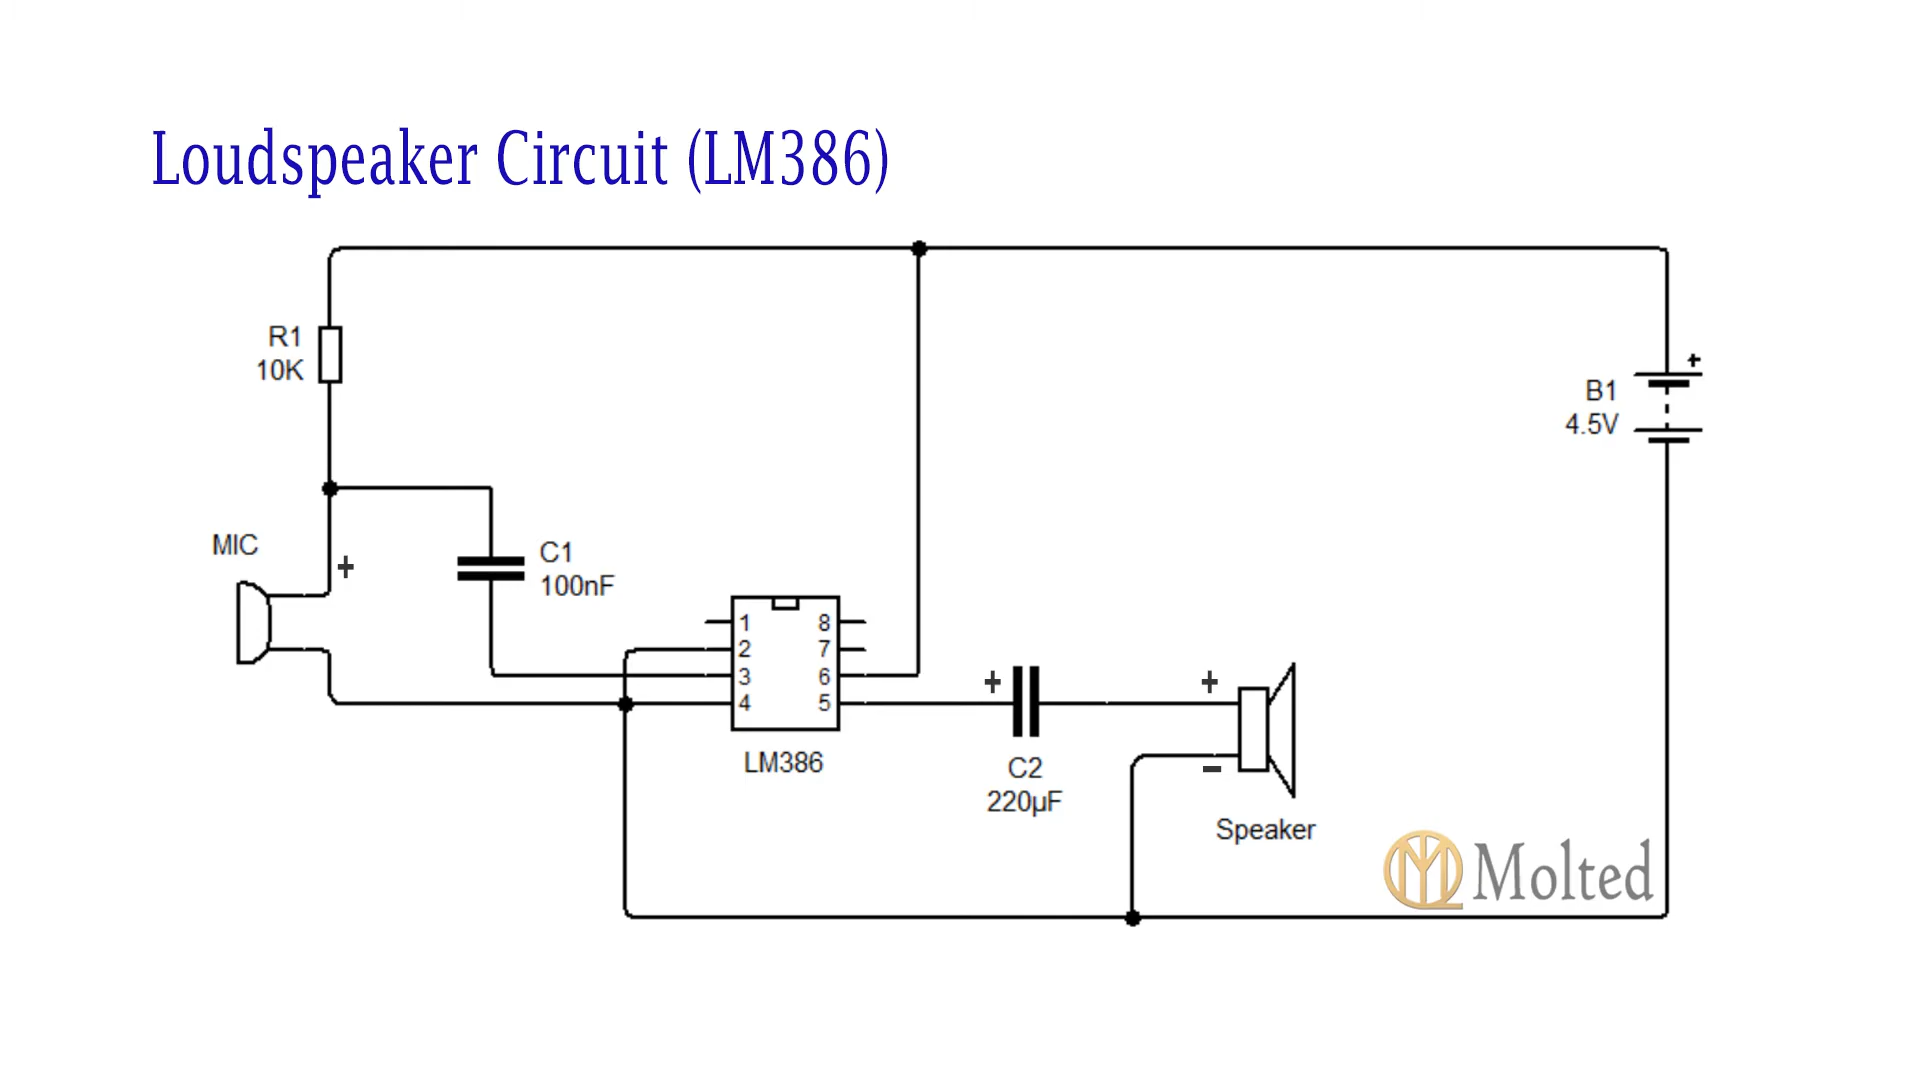 Loudspeaker Circuit (LM386)
R1
10K
B1
4.5V
+
MIC
+
C1
100nF
1 8
2 7
3 6
4 5
LM386
+
C2
220µF
+
−
Speaker
Molted